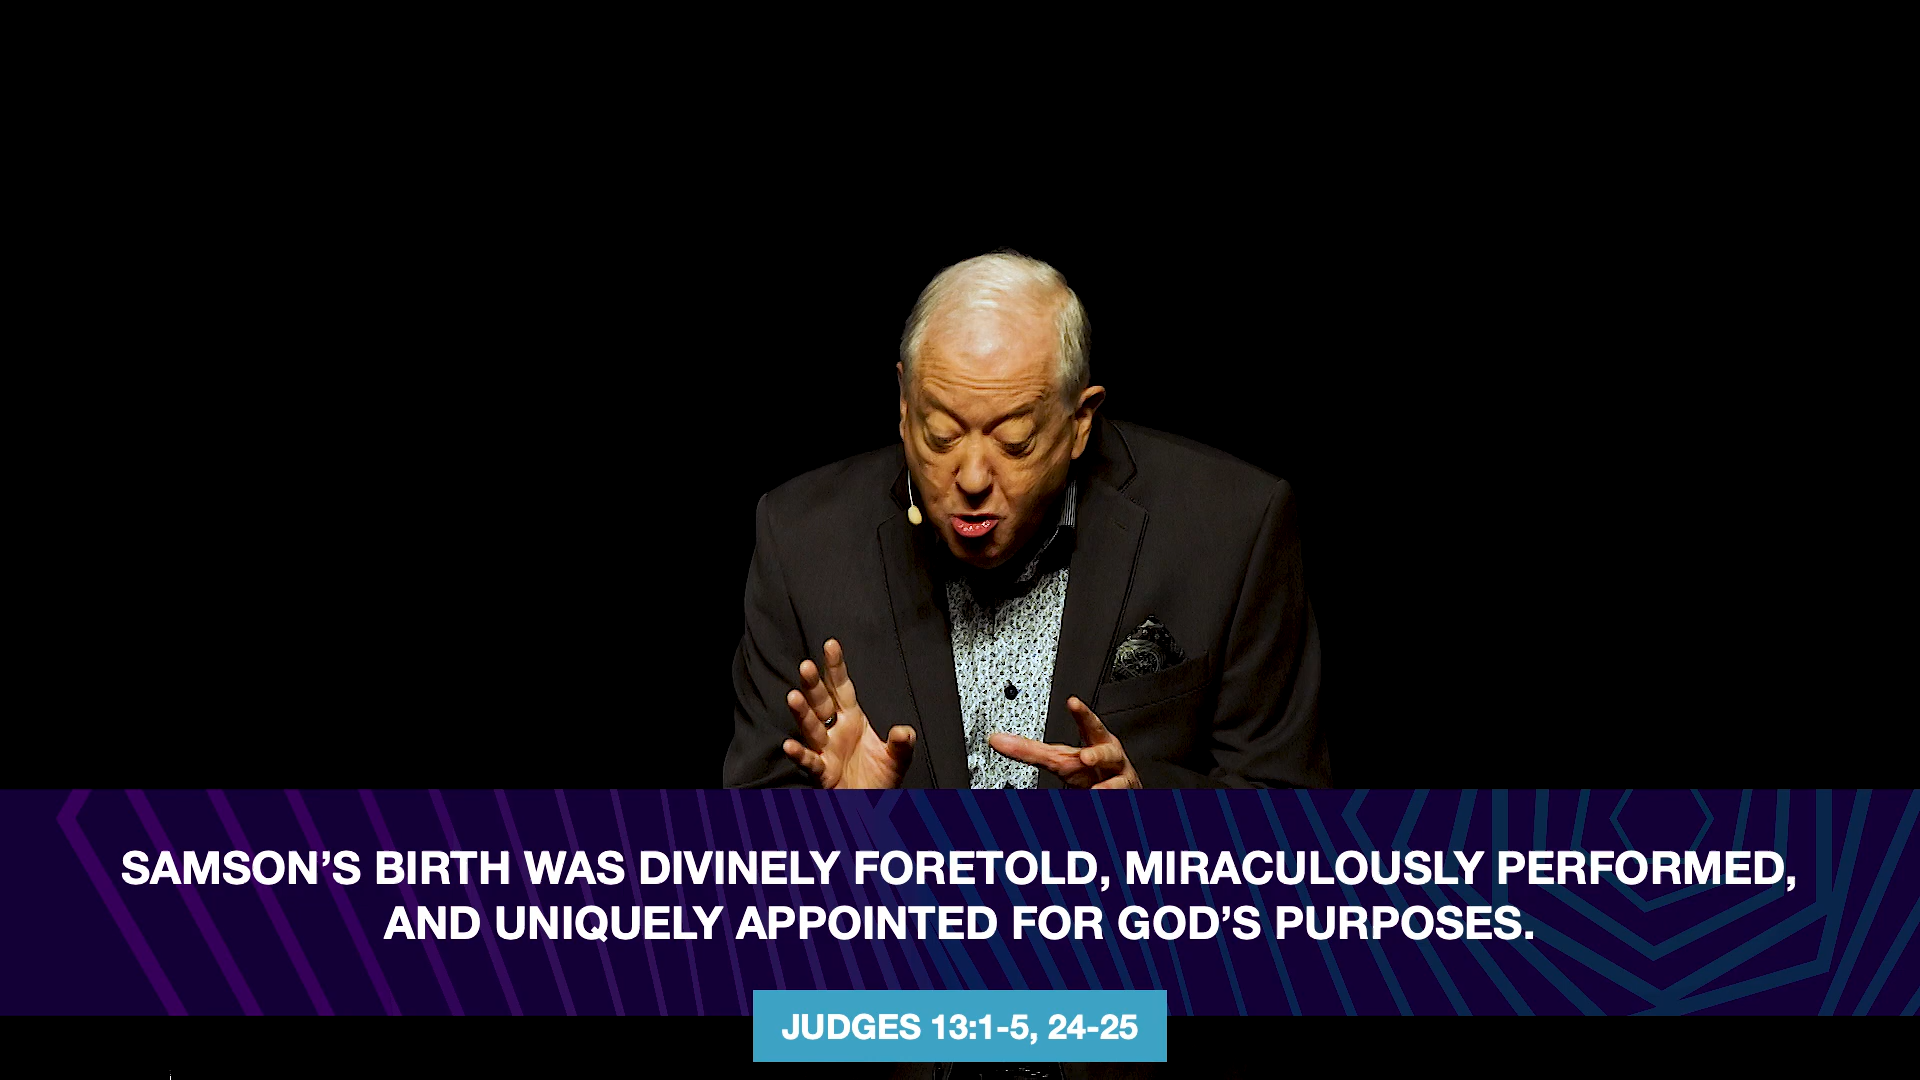 SAMSON’S BIRTH WAS DIVINELY FORETOLD, MIRACULOUSLY PERFORMED,
AND UNIQUELY APPOINTED FOR GOD’S PURPOSES.
JUDGES 13:1-5, 24-25